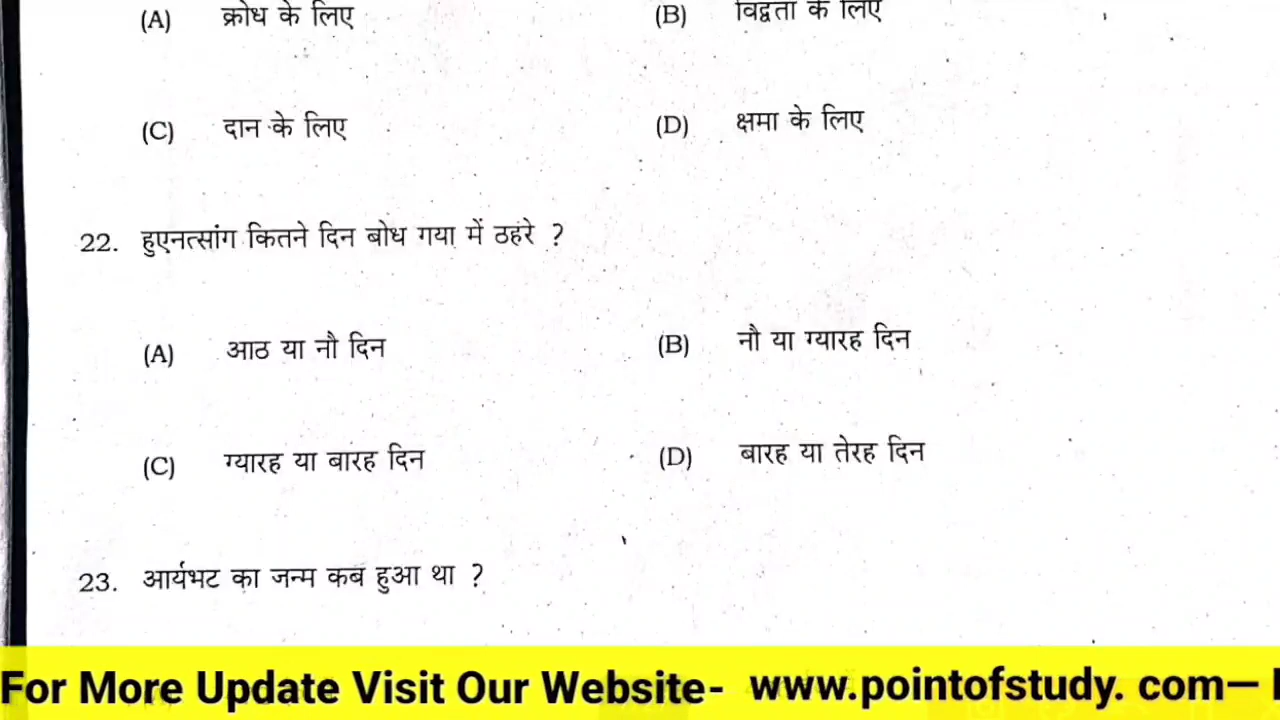 (A) क्रोध के लिए (B) विद्वता के लिए
(C) दान के लिए (D) क्षमा के लिए
22. हुएनत्सांग कितने दिन बोध गया में ठहरे ?
(A) आठ या नौ दिन (B) नौ या ग्यारह दिन
(C) ग्यारह या बारह दिन (D) बारह या तेरह दिन
23. आर्यभट का जन्म कब हुआ था ?
For More Update Visit Our Website- www.pointofstudy. com—